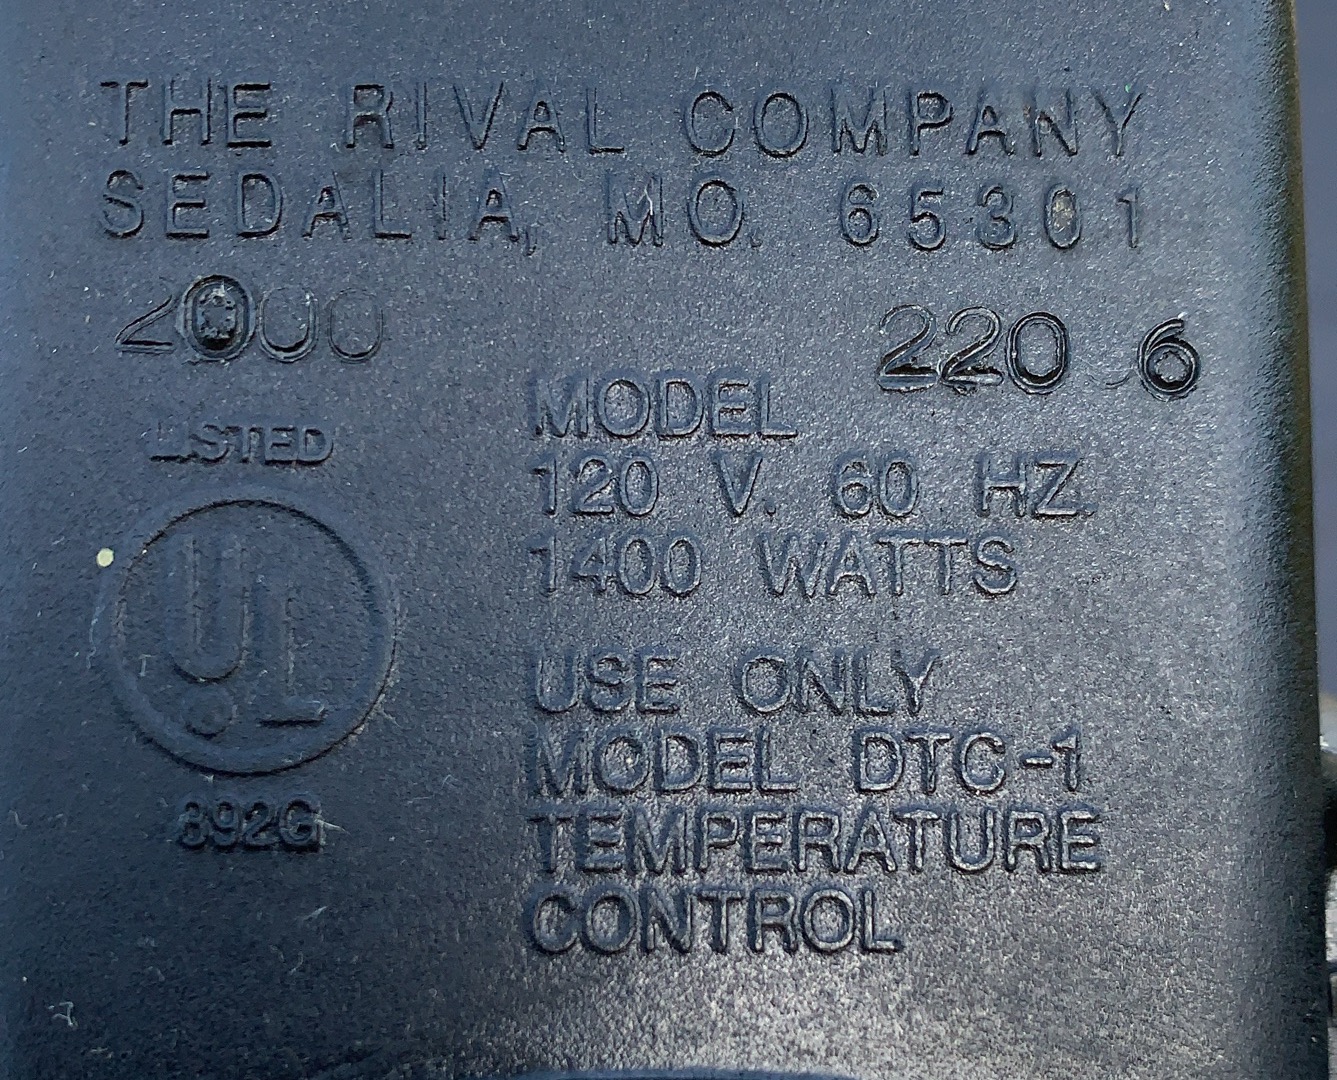 THE RIVAL COMPANY
SEDALIA, MO. 65301
2000
220 6
MODEL
120 V. 60 HZ.
1400 WATTS
LISTED
UL
892G
USE ONLY
MODEL DTC-1
TEMPERATURE
CONTROL